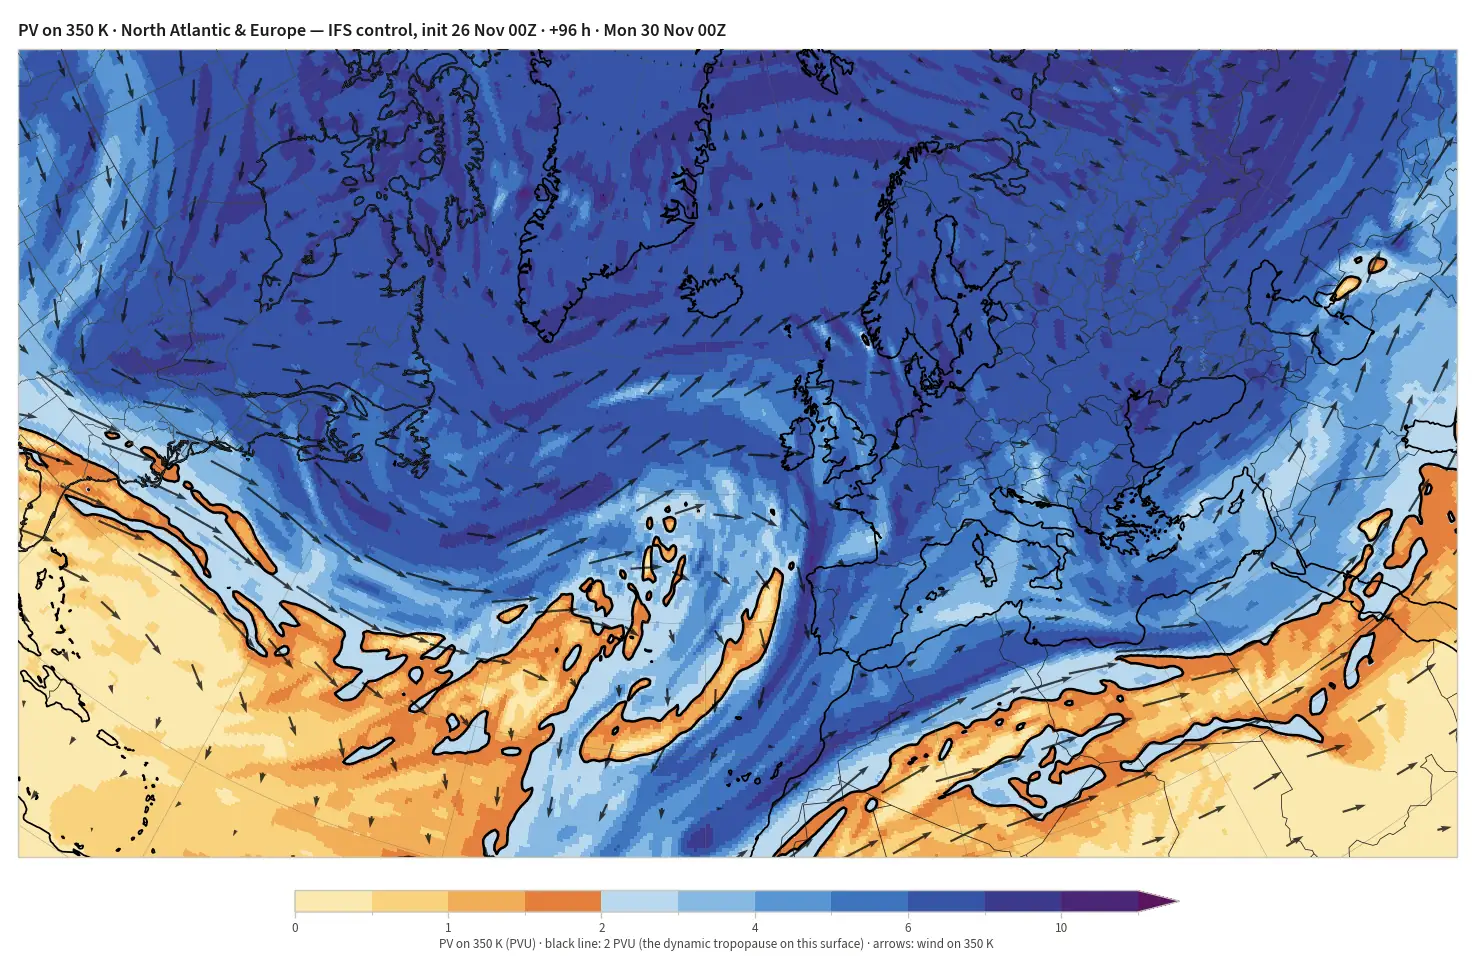 PV on 350 K · North Atlantic & Europe — IFS control, init 26 Nov 00Z · +96 h · Mon 30 Nov 00Z
0 1 2 4 6 10
PV on 350 K (PVU) · black line: 2 PVU (the dynamic tropopause on this surface) · arrows: wind on 350 K